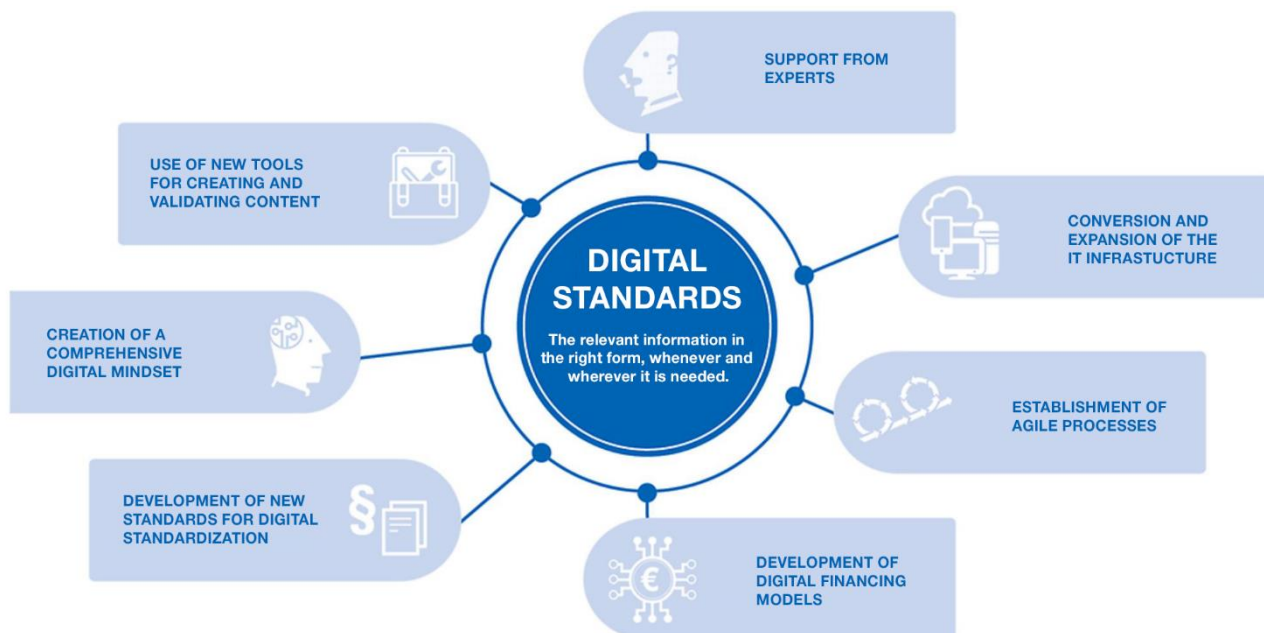 SUPPORT FROM
EXPERTS
USE OF NEW TOOLS
FOR CREATING AND
VALIDATING CONTENT
CONVERSION AND
EXPANSION OF THE
IT INFRASTUCTURE
DIGITAL
STANDARDS
The relevant information in
the right form, whenever and
wherever it is needed.
CREATION OF A
COMPREHENSIVE
DIGITAL MINDSET
ESTABLISHMENT OF
AGILE PROCESSES
DEVELOPMENT OF NEW
STANDARDS FOR DIGITAL
STANDARDIZATION
§
DEVELOPMENT OF
DIGITAL FINANCING
MODELS
€
?
!